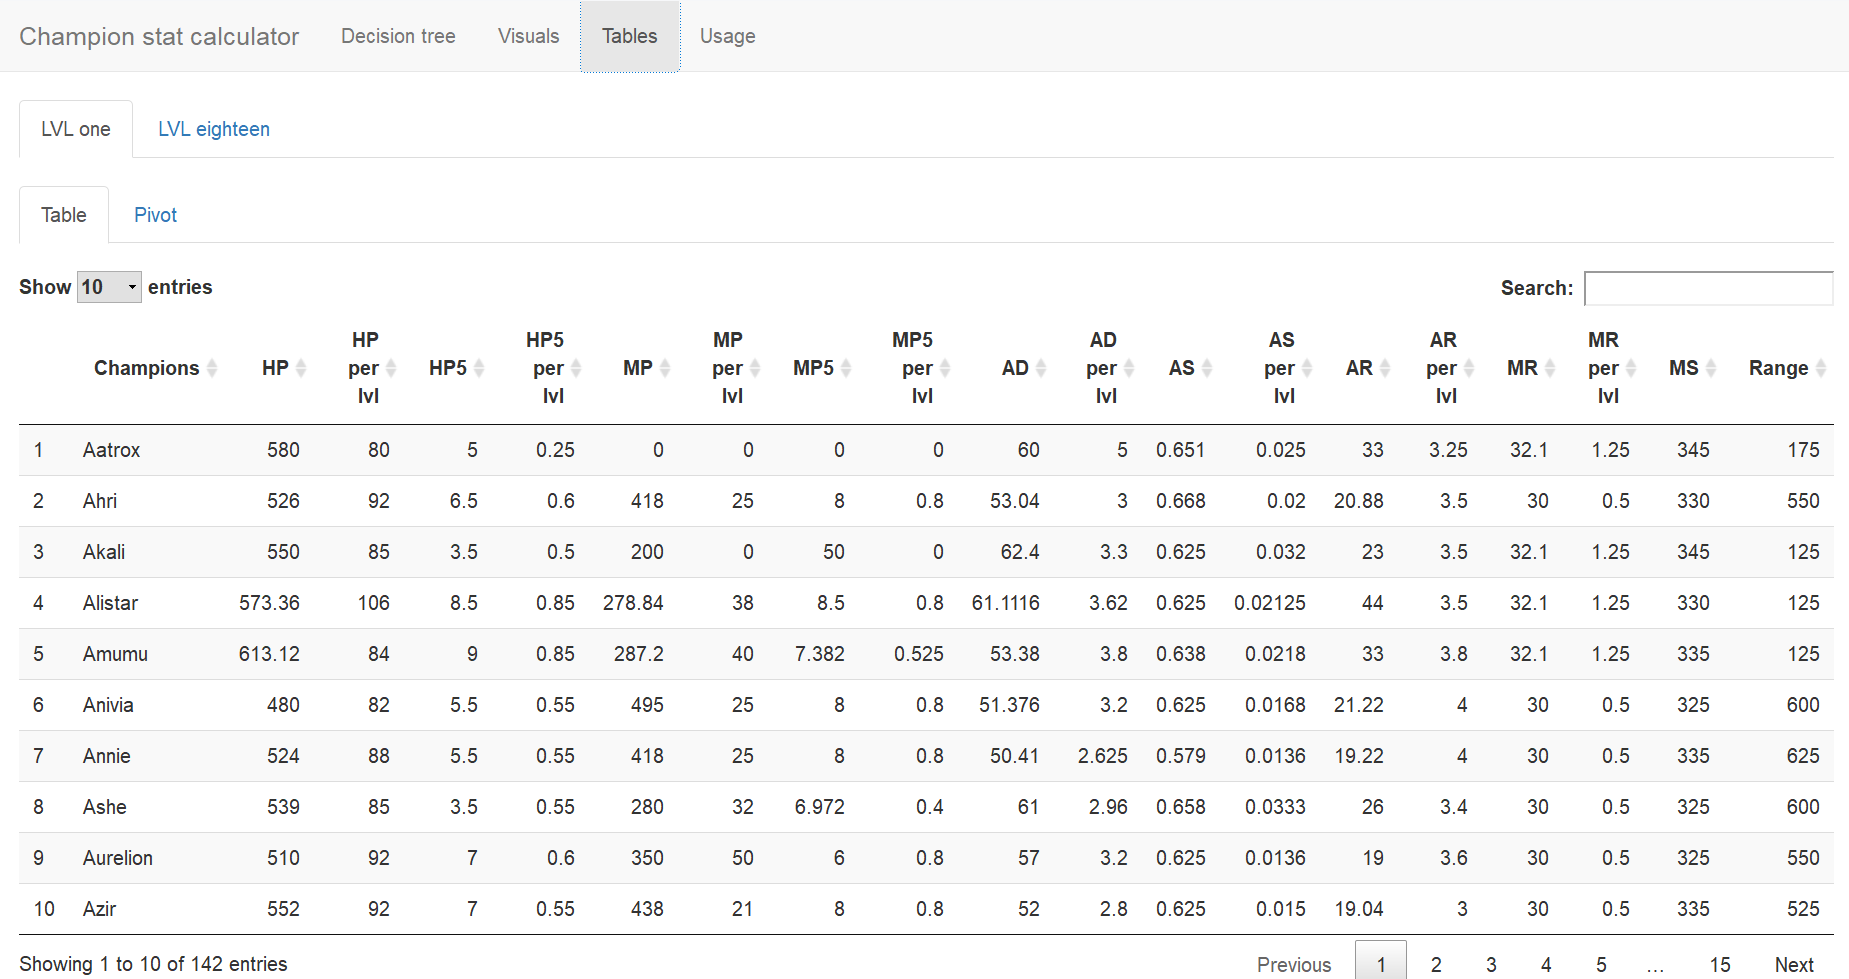 Champion stat calculator Decision tree Visuals Tables Usage
LVL one LVL eighteen
Table Pivot
Show 10 entries Search:
Champions HP HP per lvl HP5 HP5 per lvl MP MP per lvl MP5 MP5 per lvl AD AD per lvl AS AS per lvl AR AR per lvl MR MR per lvl MS Range
1 Aatrox 580 80 5 0.25 0 0 0 0 60 5 0.651 0.025 33 3.25 32.1 1.25 345 175
2 Ahri 526 92 6.5 0.6 418 25 8 0.8 53.04 3 0.668 0.02 20.88 3.5 30 0.5 330 550
3 Akali 550 85 3.5 0.5 200 0 50 0 62.4 3.3 0.625 0.032 23 3.5 32.1 1.25 345 125
4 Alistar 573.36 106 8.5 0.85 278.84 38 8.5 0.8 61.1116 3.62 0.625 0.02125 44 3.5 32.1 1.25 330 125
5 Amumu 613.12 84 9 0.85 287.2 40 7.382 0.525 53.38 3.8 0.638 0.0218 33 3.8 32.1 1.25 335 125
6 Anivia 480 82 5.5 0.55 495 25 8 0.8 51.376 3.2 0.625 0.0168 21.22 4 30 0.5 325 600
7 Annie 524 88 5.5 0.55 418 25 8 0.8 50.41 2.625 0.579 0.0136 19.22 4 30 0.5 335 625
8 Ashe 539 85 3.5 0.55 280 32 6.972 0.4 61 2.96 0.658 0.0333 26 3.4 30 0.5 325 600
9 Aurelion 510 92 7 0.6 350 50 6 0.8 57 3.2 0.625 0.0136 19 3.6 30 0.5 325 550
10 Azir 552 92 7 0.55 438 21 8 0.8 52 2.8 0.625 0.015 19.04 3 30 0.5 335 525
Showing 1 to 10 of 142 entries Previous 1 2 3 4 5 … 15 Next